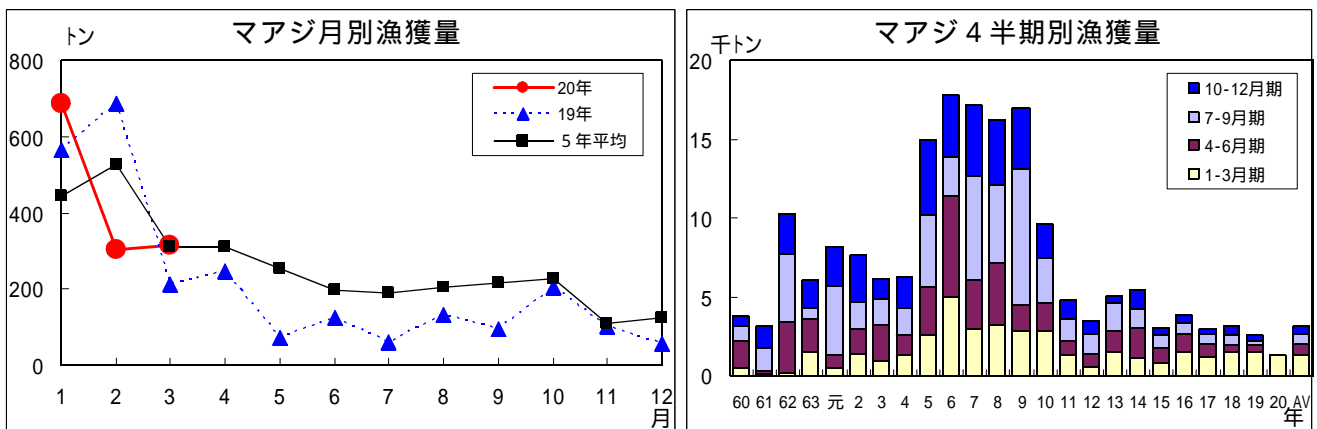 マアジ月別漁獲量
トン
800
600
400
200
0
20年
19年
５年平均
1 2 3 4 5 6 7 8 9 10 11 12
月
マアジ４半期別漁獲量
千トン
20
15
10
5
0
10-12月期
7-9月期
4-6月期
1-3月期
60 61 62 63 元 2 3 4 5 6 7 8 9 10 11 12 13 14 15 16 17 18 19 20 AV
年